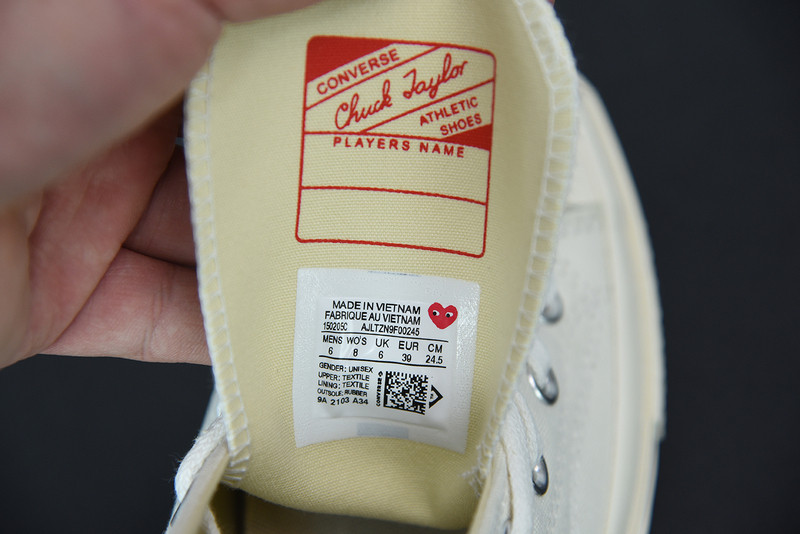 CONVERSE
Chuck Taylor
ATHLETIC
SHOES
PLAYERS NAME
MADE IN VIETNAM
FABRIQUE AU VIETNAM
150205C AJLTZN9F00245
MENS WO'S UK EUR CM
6 8 6 39 24.5
GENDER: UNISEX
UPPER: TEXTILE
LINING: TEXTILE
OUTSOLE: RUBBER
9A 2103 A34
CONVERSE